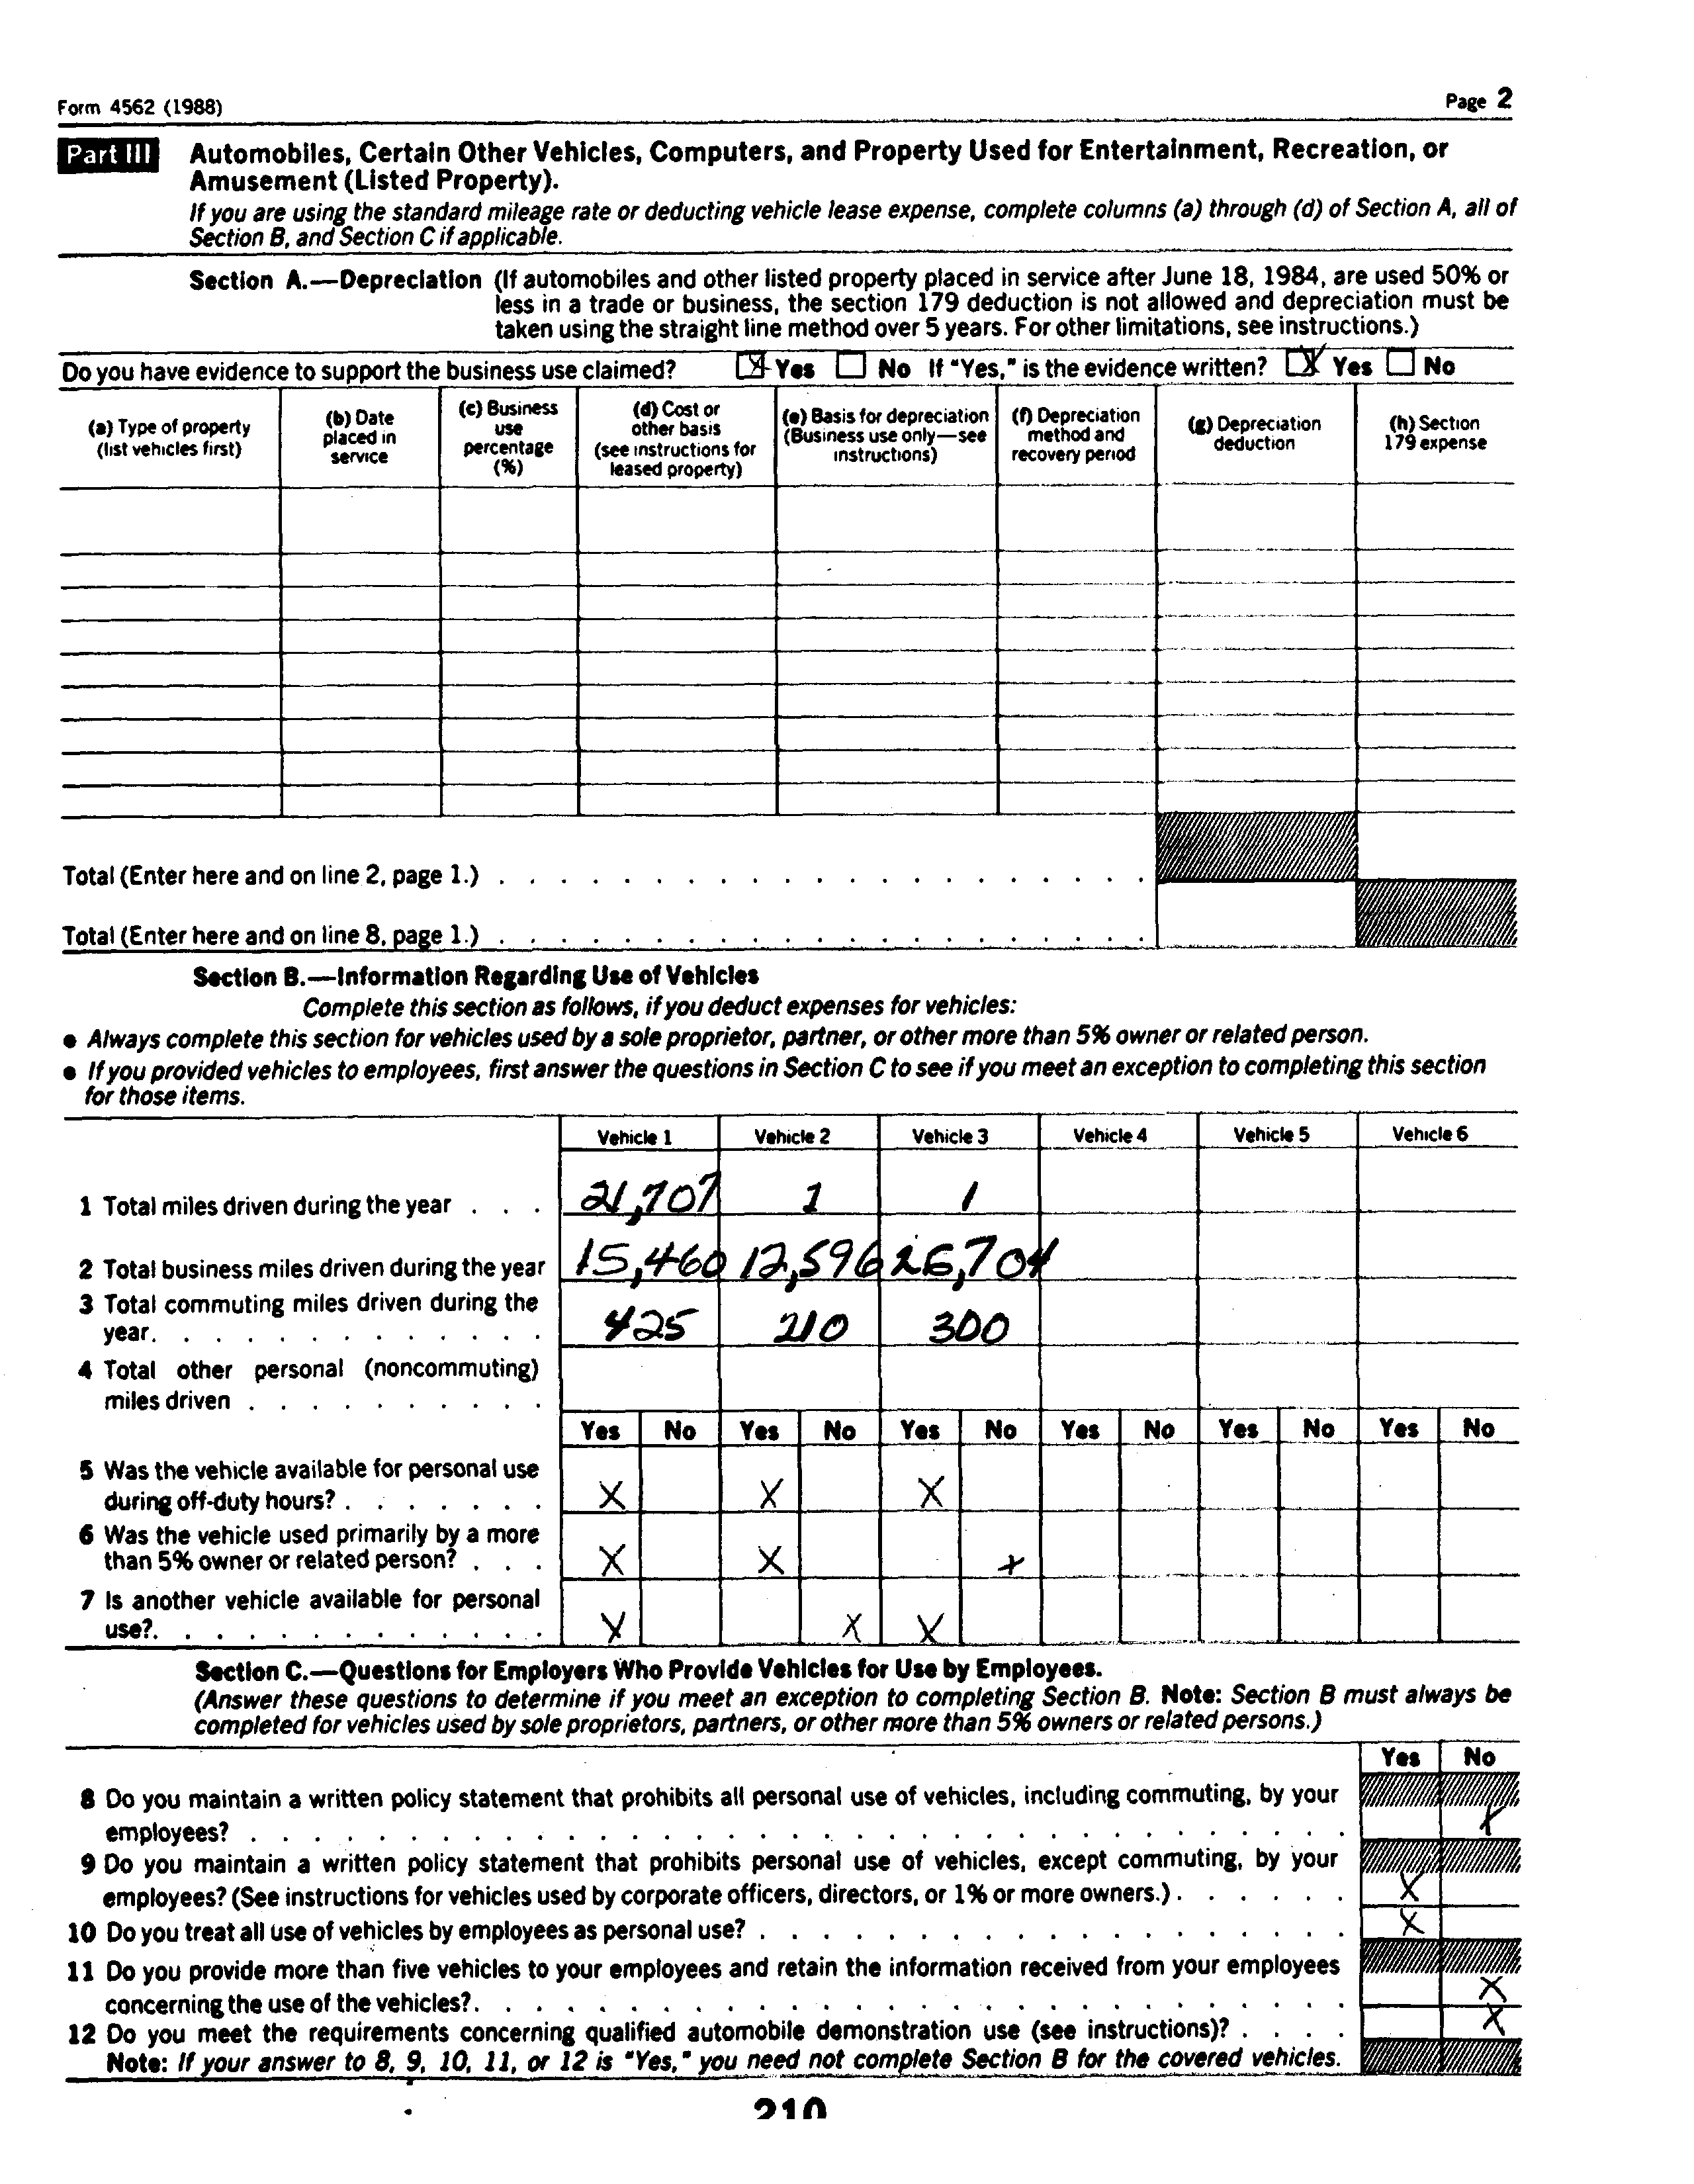 Form 4562 (1988)
Page 2
Part III
Automobiles, Certain Other Vehicles, Computers, and Property Used for Entertainment, Recreation, or
Amusement (Listed Property).
If you are using the standard mileage rate or deducting vehicle lease expense, complete columns (a) through (d) of Section A, all of
Section B, and Section C if applicable.
Section A.—Depreciation (If automobiles and other listed property placed in service after June 18, 1984, are used 50% or
less in a trade or business, the section 179 deduction is not allowed and depreciation must be
taken using the straight line method over 5 years. For other limitations, see instructions.)
Do you have evidence to support the business use claimed? X Yes No If "Yes," is the evidence written? X Yes No
(a) Type of property
(list vehicles first)
(b) Date
placed in
service
(c) Business
use
percentage
(%)
(d) Cost or
other basis
(see instructions for
leased property)
(e) Basis for depreciation
(Business use only—see
instructions)
(f) Depreciation
method and
recovery period
(g) Depreciation
deduction
(h) Section
179 expense
Total (Enter here and on line 2, page 1.) . . . . . . . . . . . . . . . . . . . . .
Total (Enter here and on line 8, page 1.) . . . . . . . . . . . . . . . . . . . . .
Section B.—Information Regarding Use of Vehicles
Complete this section as follows, if you deduct expenses for vehicles:
● Always complete this section for vehicles used by a sole proprietor, partner, or other more than 5% owner or related person.
● If you provided vehicles to employees, first answer the questions in Section C to see if you meet an exception to completing this section
for those items.
Vehicle 1 Vehicle 2 Vehicle 3 Vehicle 4 Vehicle 5 Vehicle 6
1 Total miles driven during the year . . . 21,707 1 1
2 Total business miles driven during the year 15,460 12,596 26,704
3 Total commuting miles driven during the
year. . . . . . . . . . . . . 425 210 300
4 Total other personal (noncommuting)
miles driven . . . . . . . . . .
Yes No Yes No Yes No Yes No Yes No Yes No
5 Was the vehicle available for personal use
during off-duty hours? . . . . . . . X X X
6 Was the vehicle used primarily by a more
than 5% owner or related person? . . . X X X
7 Is another vehicle available for personal
use?. . . . . . . . . . . . . X X X
Section C.—Questions for Employers Who Provide Vehicles for Use by Employees.
(Answer these questions to determine if you meet an exception to completing Section B. Note: Section B must always be
completed for vehicles used by sole proprietors, partners, or other more than 5% owners or related persons.)
Yes No
8 Do you maintain a written policy statement that prohibits all personal use of vehicles, including commuting, by your
employees? . . . . . . . . . . . . . . . . . . . . . . . . . . . . . . . . . . X
9 Do you maintain a written policy statement that prohibits personal use of vehicles, except commuting, by your
employees? (See instructions for vehicles used by corporate officers, directors, or 1% or more owners.) . . . . . . X
10 Do you treat all use of vehicles by employees as personal use? . . . . . . . . . . . . . . . . . . . X
11 Do you provide more than five vehicles to your employees and retain the information received from your employees
concerning the use of the vehicles?. . . . . . . . . . . . . . . . . . . . . . . . . . . . X
12 Do you meet the requirements concerning qualified automobile demonstration use (see instructions)? . . . . X
Note: If your answer to 8, 9, 10, 11, or 12 is "Yes," you need not complete Section B for the covered vehicles.
210